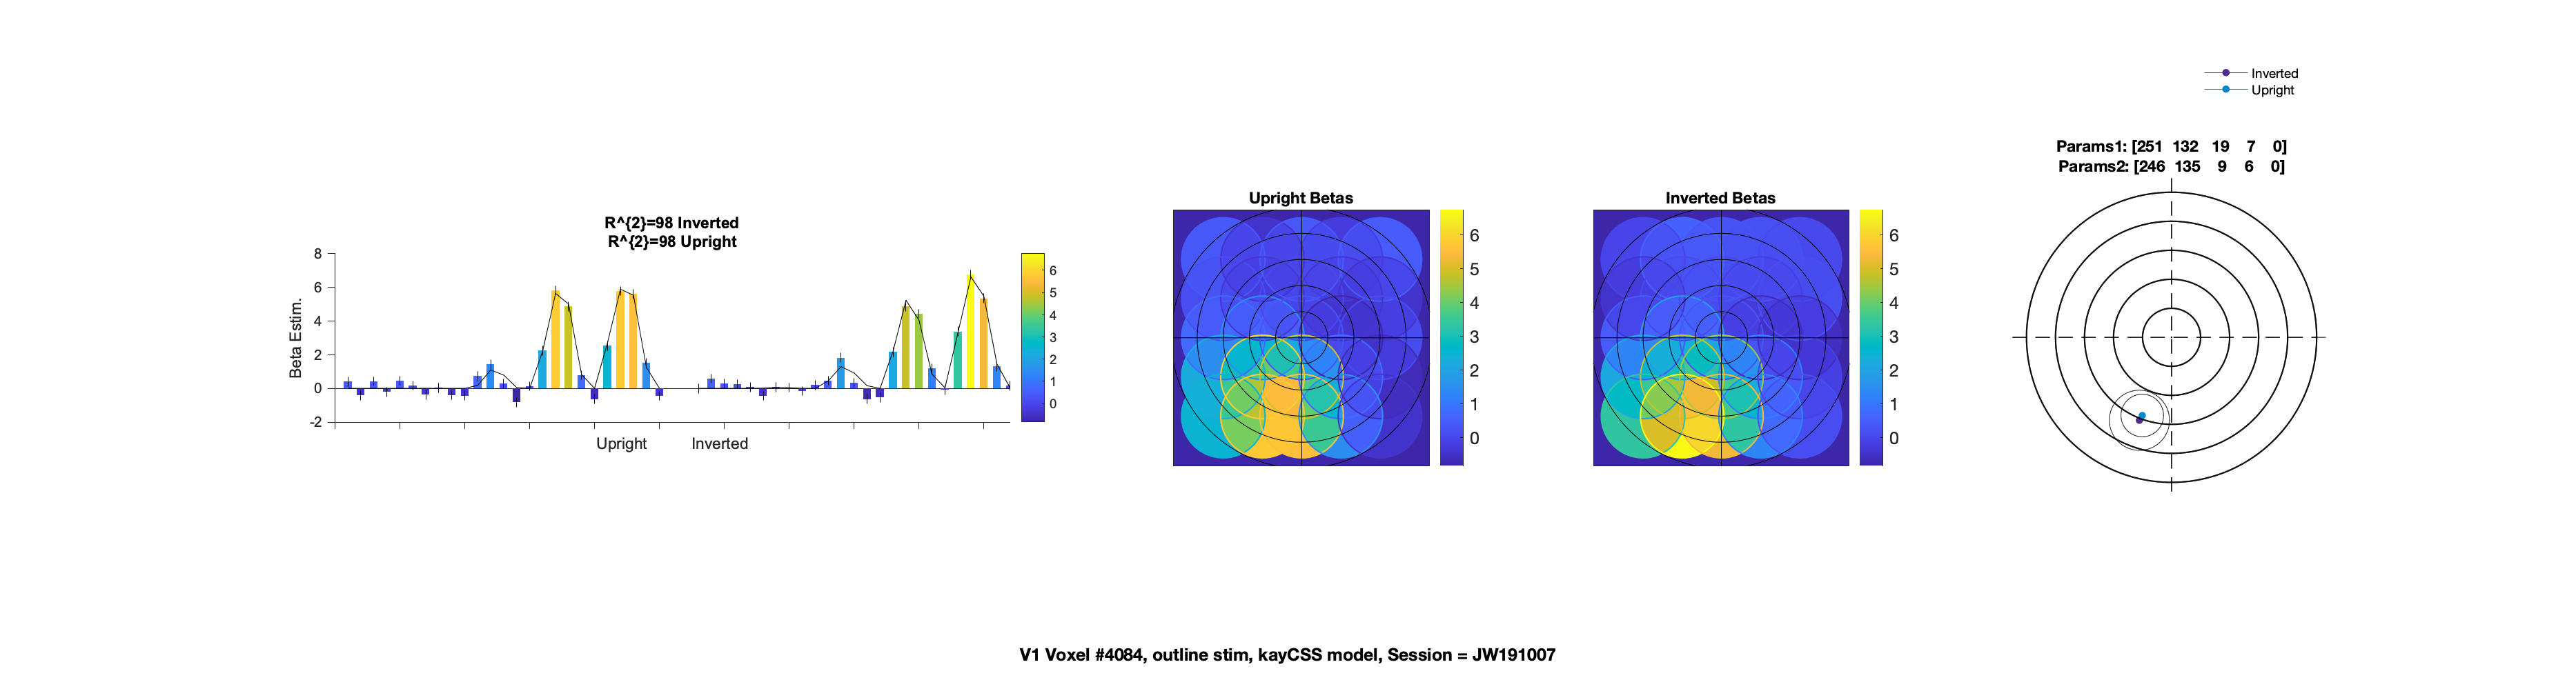 Inverted
Upright
Params1: [251 132 19 7 0]
Params2: [246 135 9 6 0]
R^{2}=98 Inverted
R^{2}=98 Upright
Beta Estim.
8
6
4
2
0
-2
Upright
Inverted
6
5
4
3
2
1
0
Upright Betas
6
5
4
3
2
1
0
Inverted Betas
6
5
4
3
2
1
0
V1 Voxel #4084, outline stim, kayCSS model, Session = JW191007